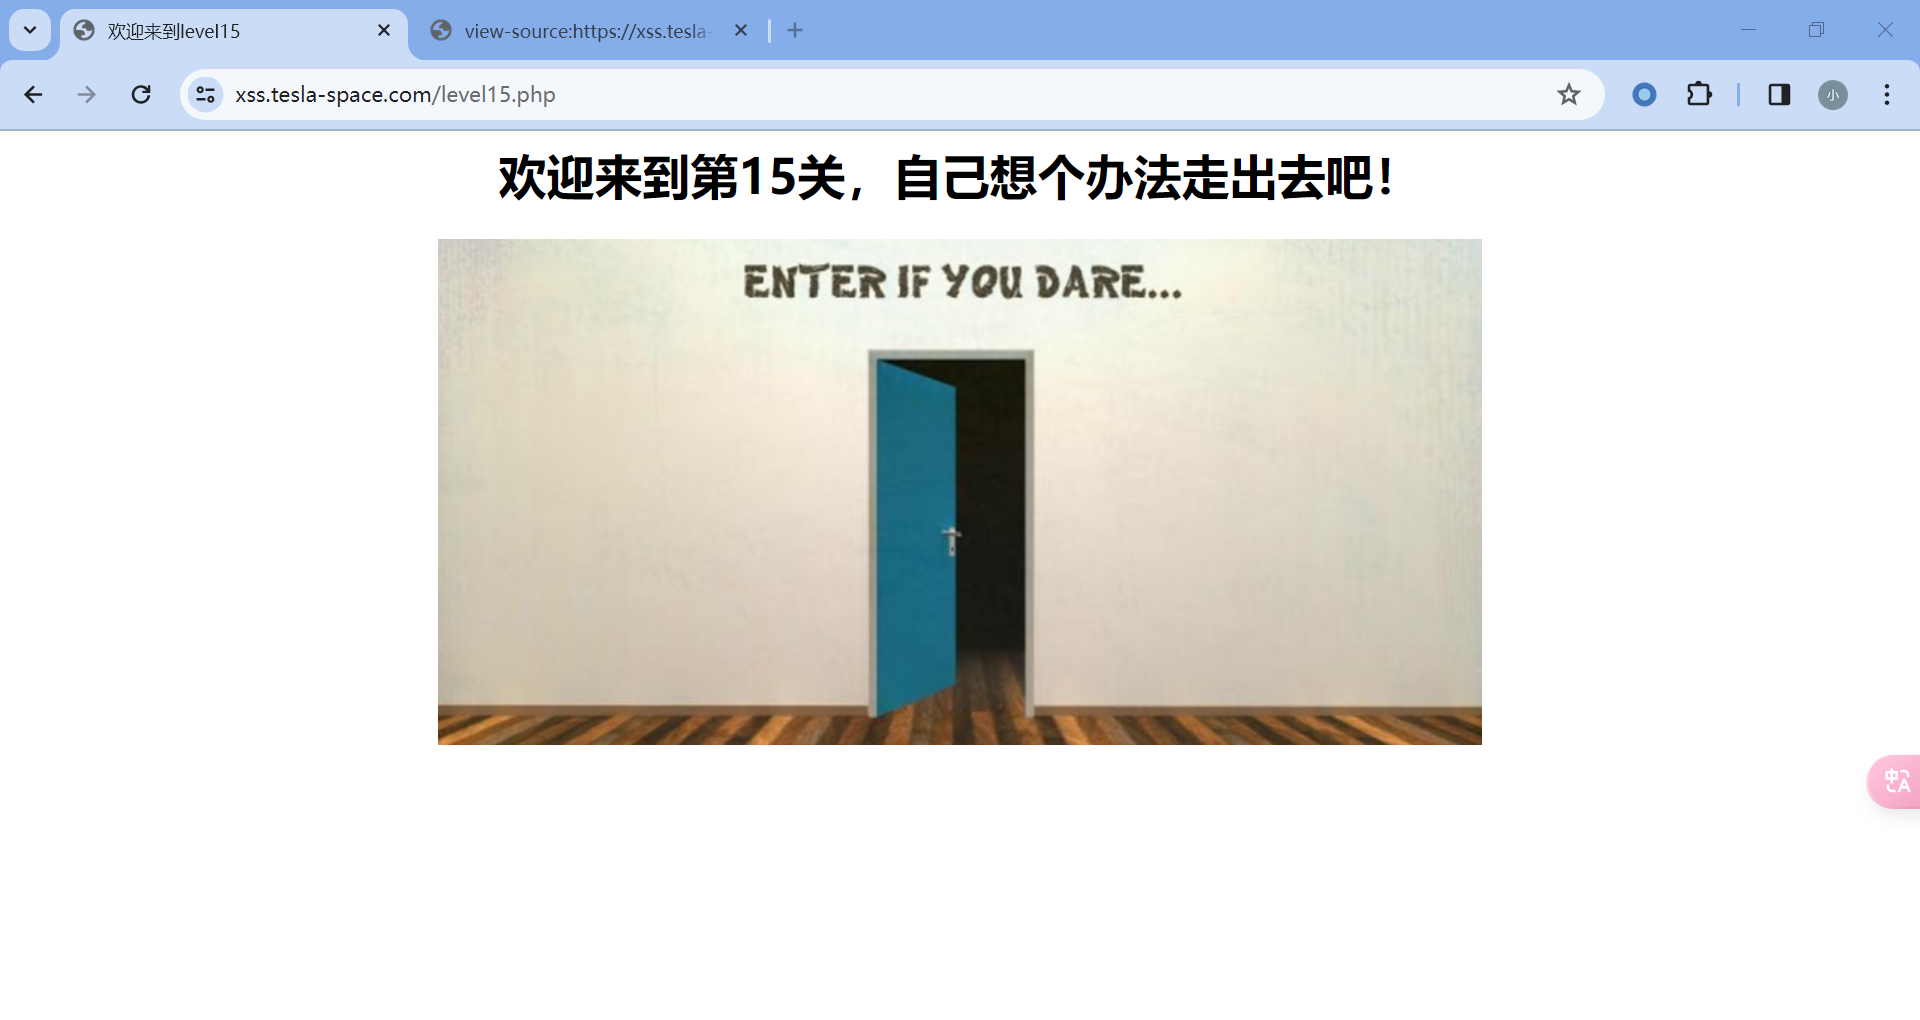 欢迎来到level15
view-source:https://xss.tesla-
xss.tesla-space.com/level15.php
小
欢迎来到第15关，自己想个办法走出去吧！
ENTER IF YOU DARE...
中A